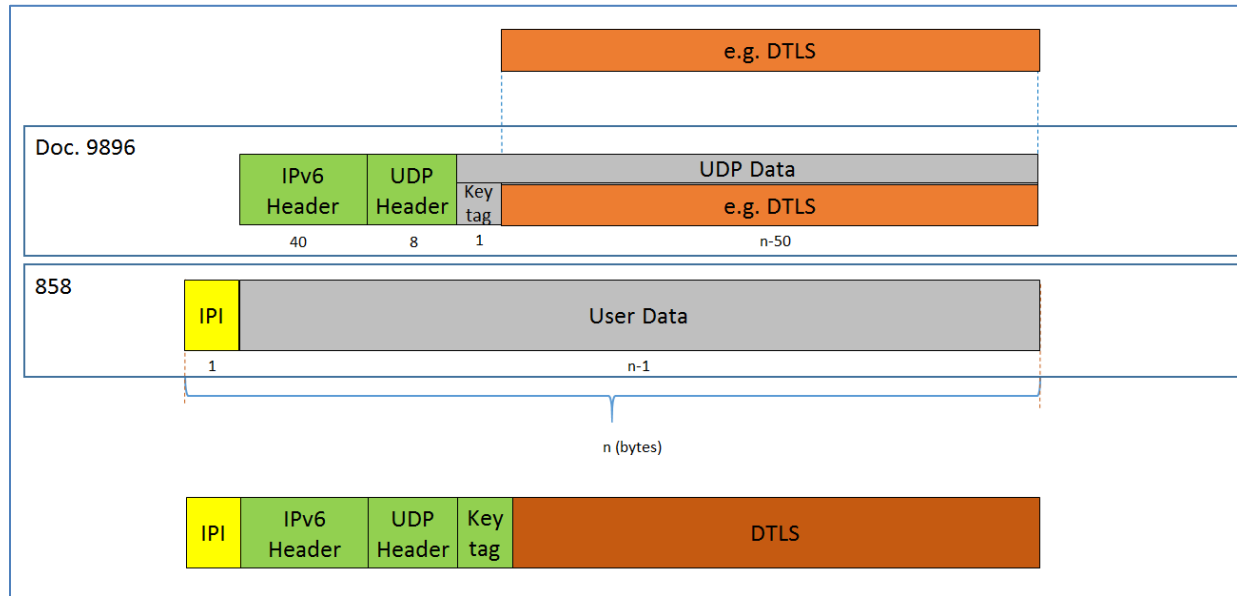 e.g. DTLS
Doc. 9896
IPv6
Header
UDP
Header
UDP Data
Key
tag
e.g. DTLS
40
8
1
n-50
858
IPI
User Data
1
n-1
n (bytes)
IPI
IPv6
Header
UDP
Header
Key
tag
DTLS